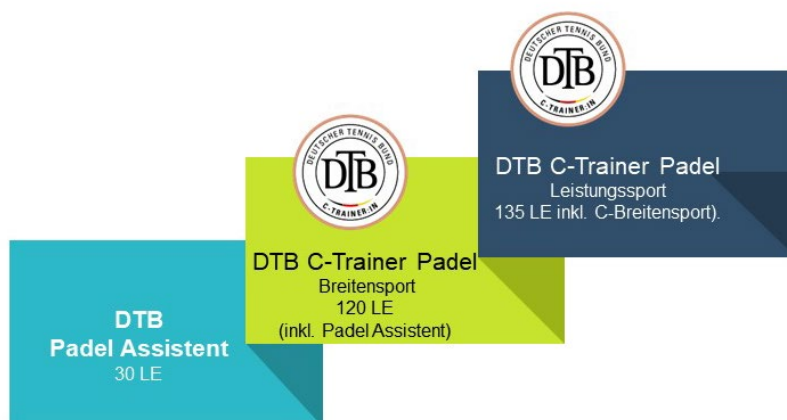 DEUTSCHER TENNIS BUND
DTB
C-TRAINER:IN
DTB C-Trainer Padel
Leistungssport
135 LE inkl. C-Breitensport).
DEUTSCHER TENNIS BUND
DTB
C-TRAINER:IN
DTB C-Trainer Padel
Breitensport
120 LE
(inkl. Padel Assistent)
DTB
Padel Assistent
30 LE